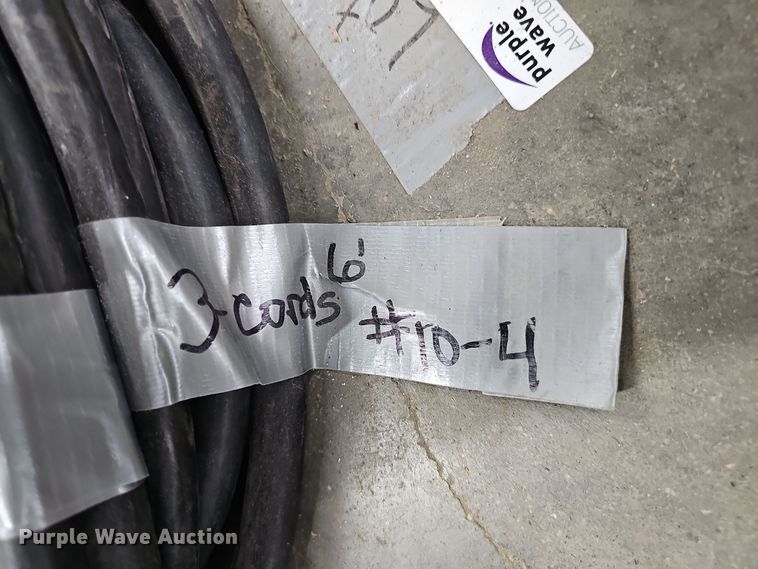 purple
wave
AUCTION
6'
3-cords
#10-4
Purple Wave Auction